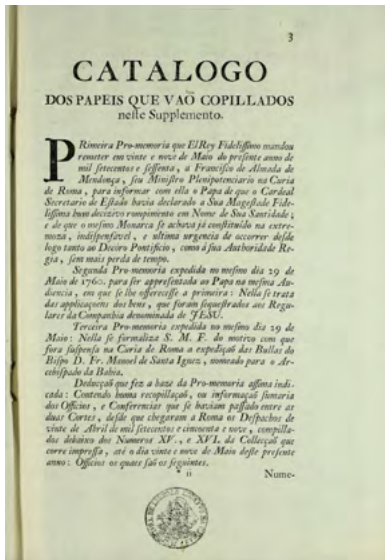 3
CATALOGO
DOS PAPEIS QUE VAÕ COPILLADOS
neste Supplemento.
PRimeira Pro-memoria que ElRey Fidelissimo mandou
remeter em vinte e nove de Maio do presente anno de
mil setecentos e sessenta, a Francisco de Almada de
Mendonça, seu Ministro Plenipotenciario na Curia
de Roma, para informar com ella o Papa de que o Cardeal
Secretario de Estado havia declarado a Sua Magestade Fide-
lissima hum decizivo rompimento em Nome de Sua Santidade;
e de que o mesmo Monarca se achava já constituido na extre-
moza, indispensavel, e ultima urgencia de occorrer desde
logo tanto ao Decoro Pontificio, como á sua Authoridade Re-
gia, sem mais perda de tempo.
Segunda Pro-memoria expedida no mesmo dia 29 de
Maio de 1760. para ser appresentada ao Papa na mesma Au-
diencia, em que se lhe offerecesse a primeira: Nella se trata
das applicaçoens dos bens, que foram sequestrados aos Regu-
lares da Companhia denominada de JESU.
Terceira Pro-memoria expedida no mesmo dia 29 de
Maio: Nella se formaliza S. M. F. do motivo com que
fora suspensa na Curia de Roma a expediçaõ das Bullas do
Bispo D. Fr. Manoel de Santa Ignez, nomeado para o Ar-
cebispado da Bahia.
Deducçaõ que fez a baze da Pro-memoria assima indi-
cada: Contendo huma recopillaçaõ, ou informaçaõ sumaria
dos Officios, e Conferencias que se haviam passado entre as
duas Cortes, desde que chegaram a Roma os Despachos de
vinte de Abril de mil setecentos e cincoenta e nove, compilla-
dos debaixo dos Numeros XV., e XVI. da Collecçaõ que
corre impressa, até o dia vinte e nove de Maio deste presente
anno: Officios os quaes saõ os seguintes.
* ii
Nume-